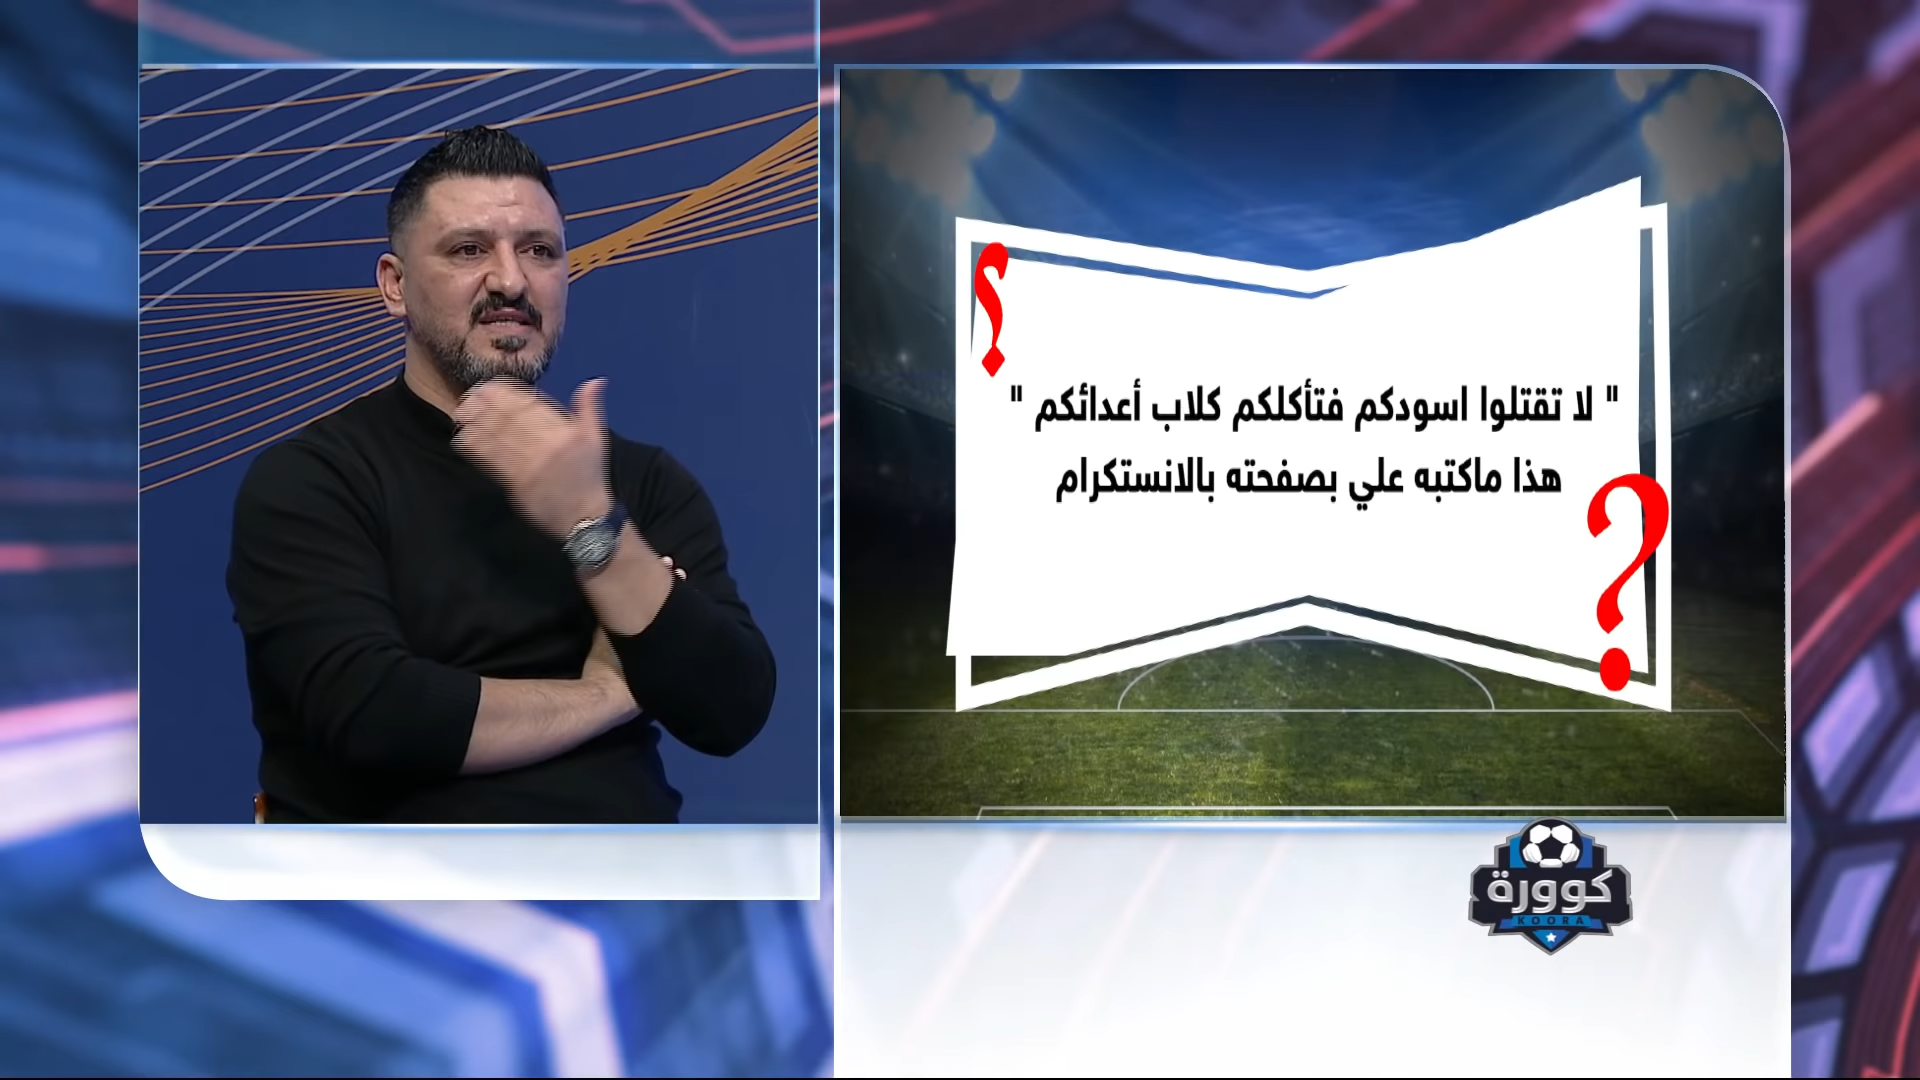 " لا تقتلوا اسودكم فتأكلكم كلاب أعدائكم "
هذا ماكتبه علي بصفحته بالانستكرام
؟
?
كوورة
KOORA